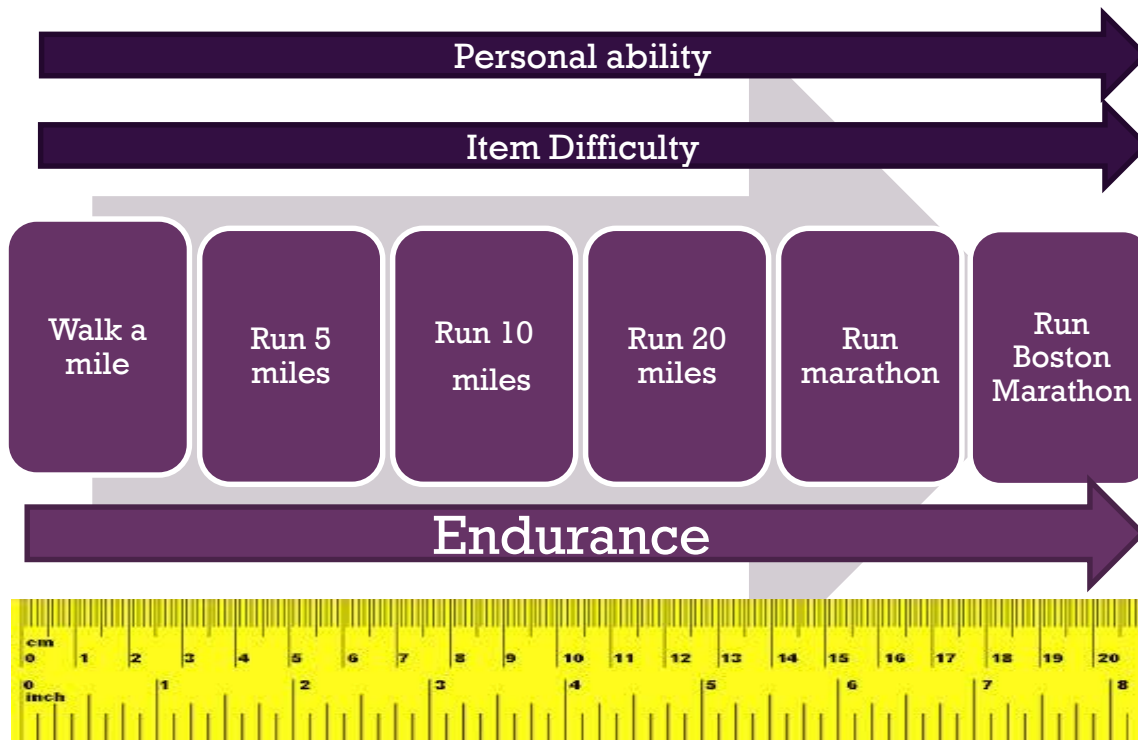 Personal ability
Item Difficulty
Walk a
mile
Run 5
miles
Run 10
miles
Run 20
miles
Run
marathon
Run
Boston
Marathon
Endurance
cm
0 1 2 3 4 5 6 7 8 9 10 11 12 13 14 15 16 17 18 19 20
0 1 2 3 4 5 6 7 8
inch